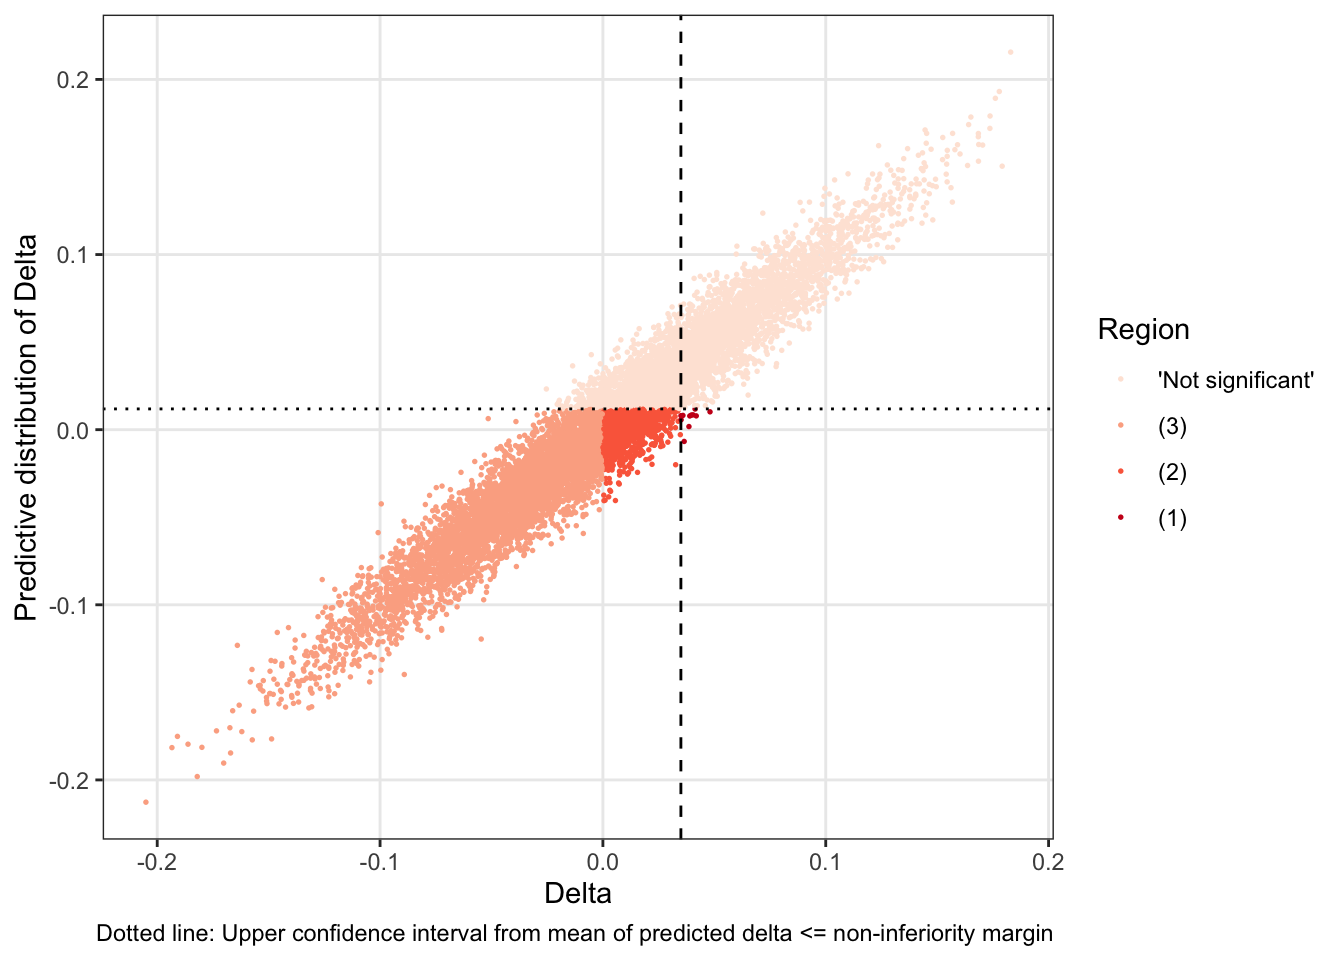 Predictive distribution of Delta
0.2
0.1
0.0
-0.1
-0.2
-0.2
-0.1
0.0
0.1
0.2
Delta
Dotted line: Upper confidence interval from mean of predicted delta <= non-inferiority margin
Region
'Not significant'
(3)
(2)
(1)